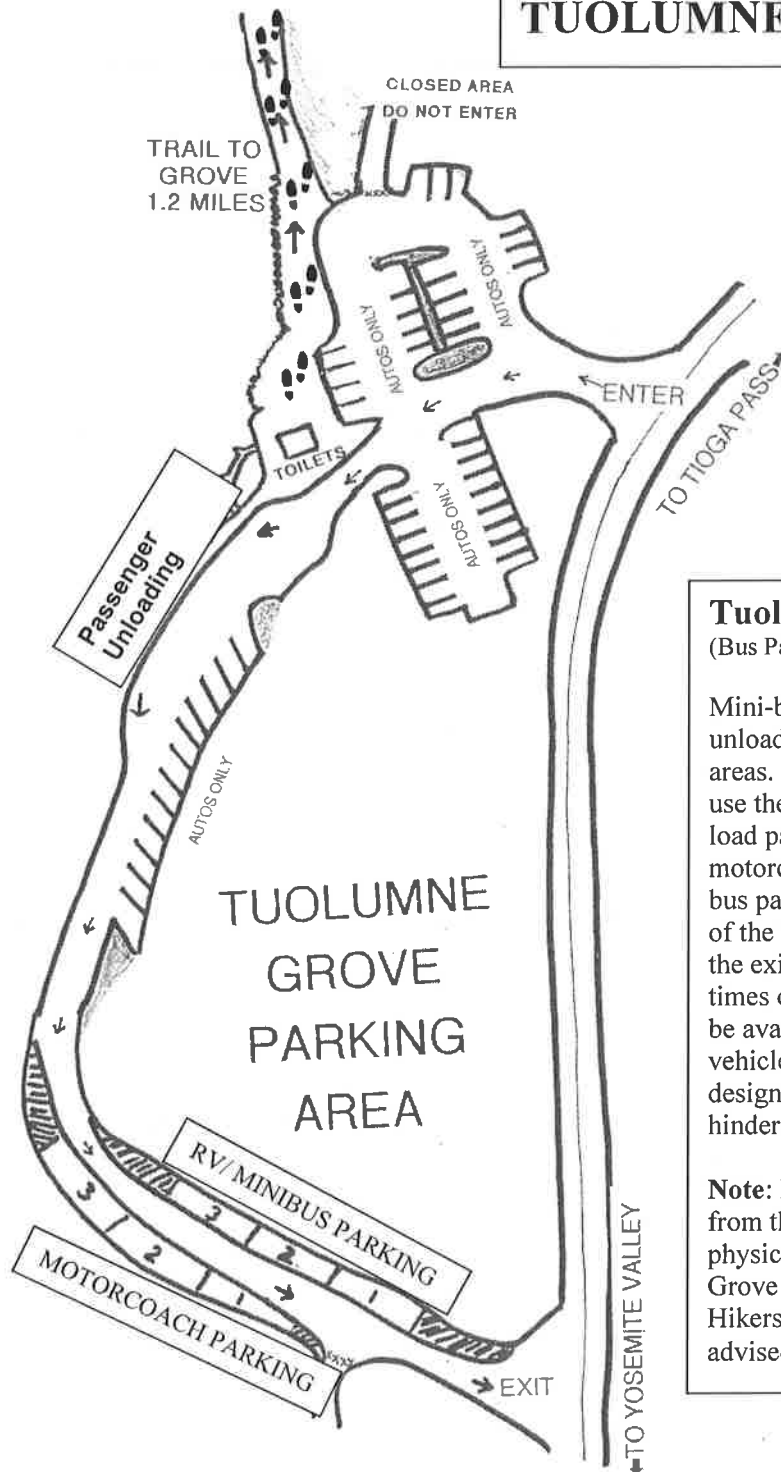 TUOLUMNE
CLOSED AREA
DO NOT ENTER
TRAIL TO
GROVE
1.2 MILES
AUTOS ONLY
AUTOS ONLY
ENTER
TO TIOGA PASS
TOILETS
AUTOS ONLY
Passenger
Unloading
AUTOS ONLY
TUOLUMNE
GROVE
PARKING
AREA
RV/ MINIBUS PARKING
3
2
1
3
2
1
MOTORCOACH PARKING
EXIT
TO YOSEMITE VALLEY
Tuol
(Bus Pa
Mini-b
unload
areas.
use the
load pa
motorc
bus pa
of the
the exi
times o
be ava
vehicle
design
hinder
Note:
from th
physic
Grove
Hikers
advise